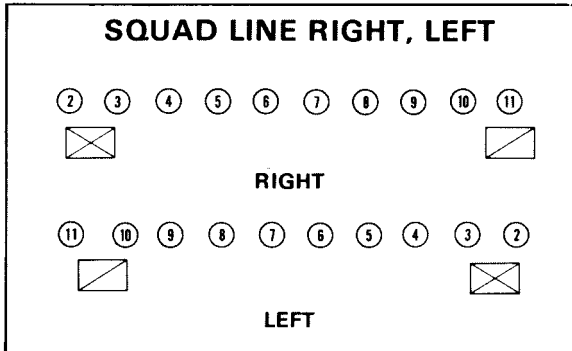 SQUAD LINE RIGHT, LEFT
2 3 4 5 6 7 8 9 10 11
RIGHT
11 10 9 8 7 6 5 4 3 2
LEFT